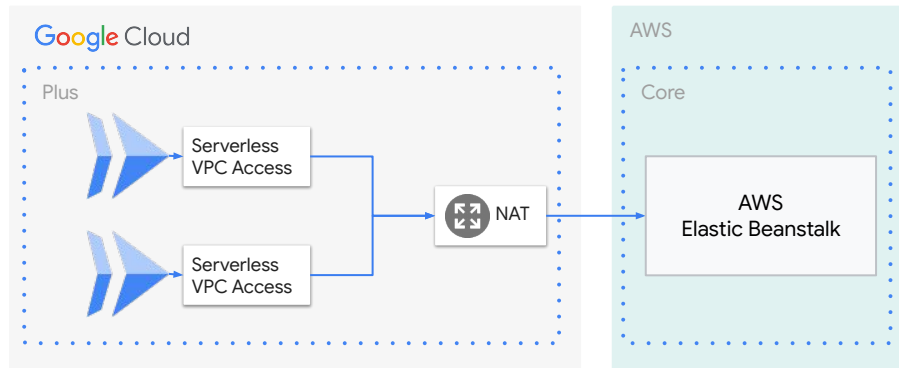 Google Cloud
Plus
Serverless
VPC Access
Serverless
VPC Access
NAT
AWS
Core
AWS
Elastic Beanstalk